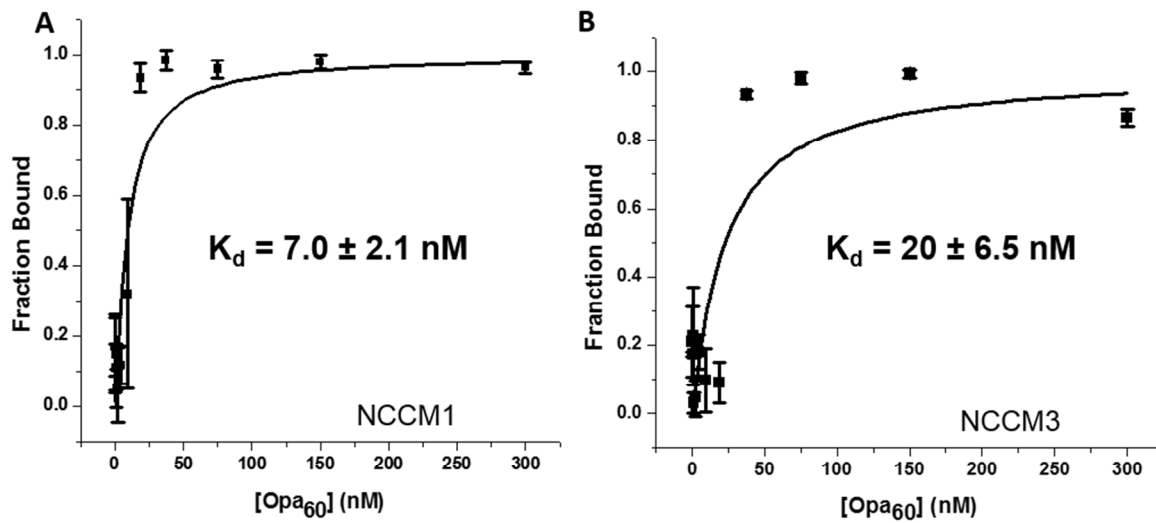 A
Fraction Bound
1.0
0.8
0.6
0.4
0.2
0.0
K_d = 7.0 ± 2.1 nM
NCCM1
0 50 100 150 200 250 300
[Opa₆₀] (nM)
B
Franction Bound
1.0
0.8
0.6
0.4
0.2
0.0
K_d = 20 ± 6.5 nM
NCCM3
0 50 100 150 200 250 300
[Opa₆₀] (nM)